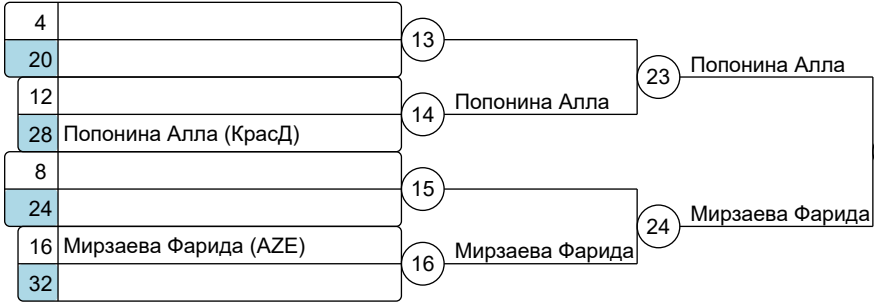 4
13
20
23 Попонина Алла
12
14 Попонина Алла
28 Попонина Алла (КрасД)
8
15
24
24 Мирзаева Фарида
16 Мирзаева Фарида (AZE)
16 Мирзаева Фарида
32